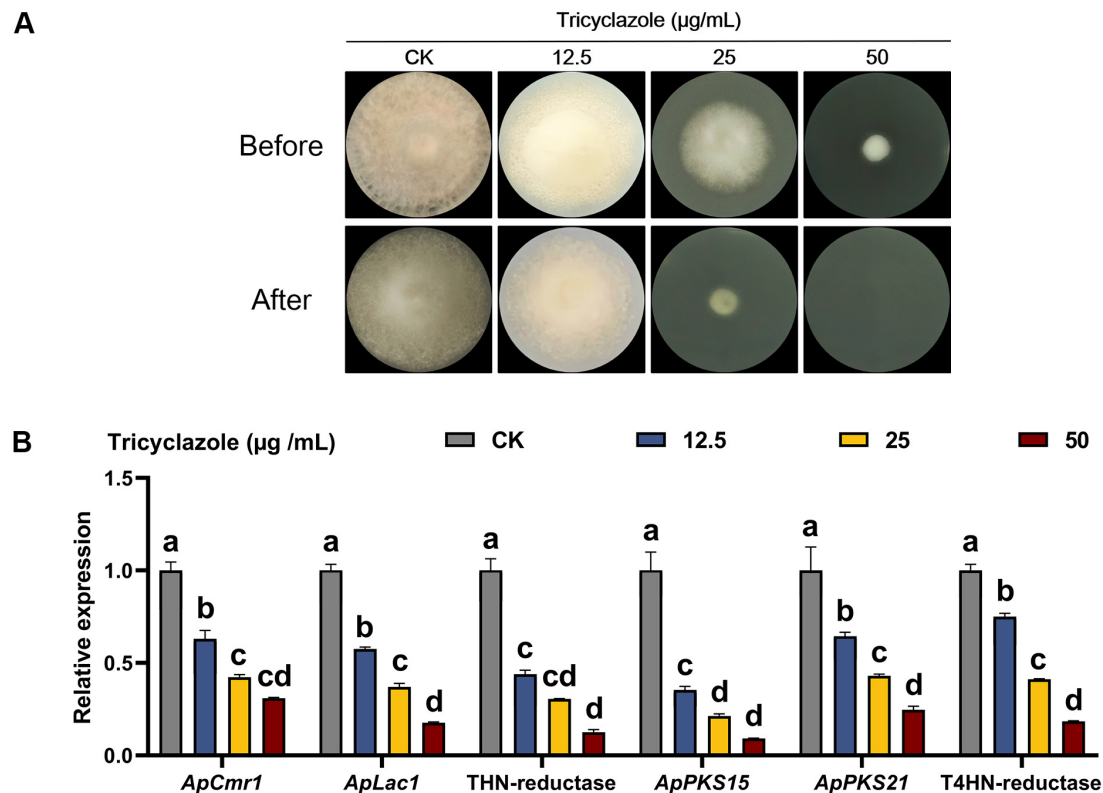 A
Tricyclazole (μg/mL)
CK 12.5 25 50
Before
After
B
Tricyclazole (μg /mL) CK 12.5 25 50
Relative expression
1.5
1.0
0.5
0.0
a b c cd
a b c d
a c cd d
a c d d
a b c d
a b c d
ApCmr1 ApLac1 THN-reductase ApPKS15 ApPKS21 T4HN-reductase